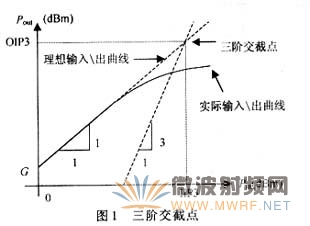 Pout (dBm)
OIP3
三阶交截点
理想输入\出曲线
实际输入\出曲线
1
1
3
1
G
0
微波射频网
WWW.MWRF.NET
图1 三阶交截点